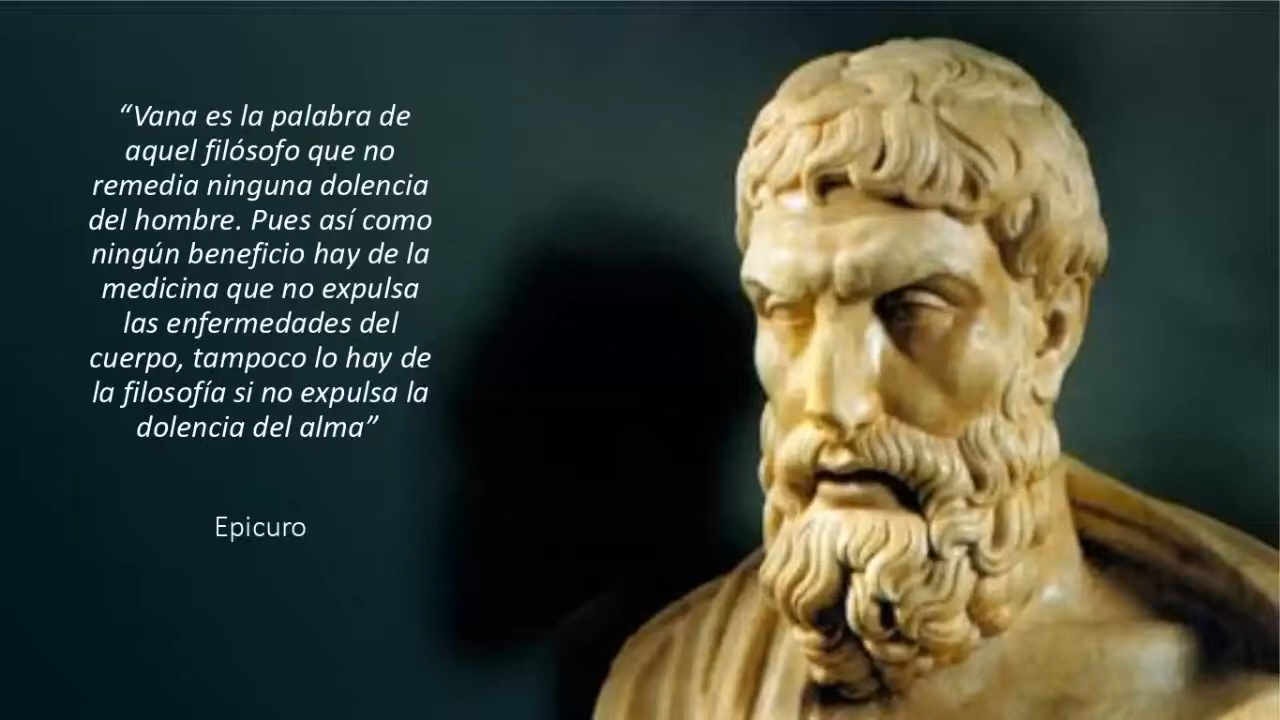 “Vana es la palabra de
aquel filósofo que no
remedia ninguna dolencia
del hombre. Pues así como
ningún beneficio hay de la
medicina que no expulsa
las enfermedades del
cuerpo, tampoco lo hay de
la filosofía si no expulsa la
dolencia del alma”
Epicuro